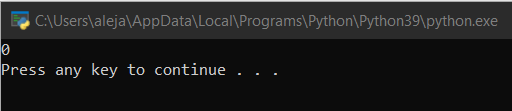 C:\Users\aleja\AppData\Local\Programs\Python\Python39\python.exe
0
Press any key to continue . . .